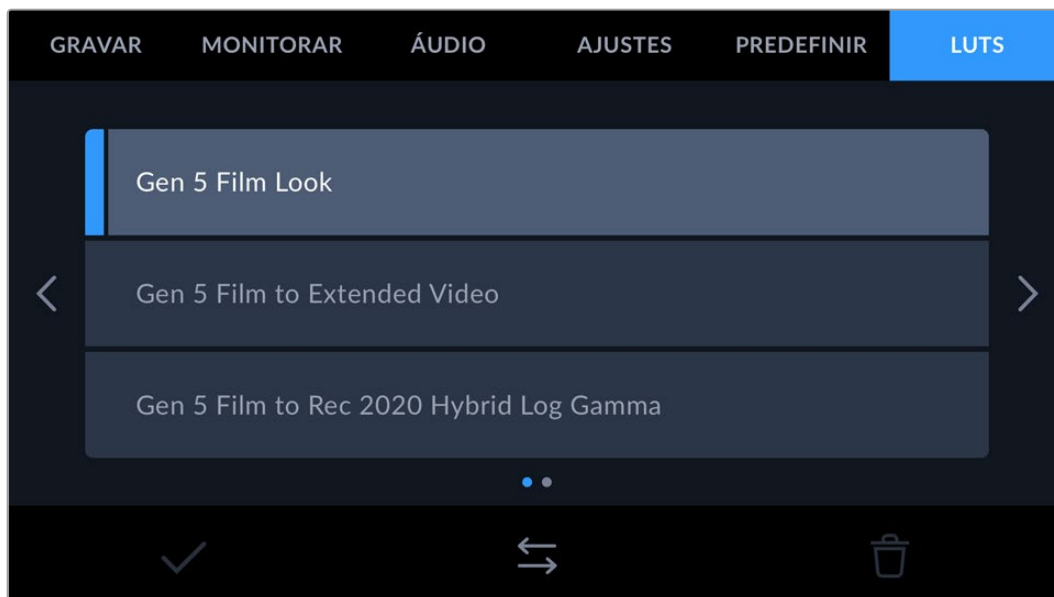 GRAVAR MONITORAR ÁUDIO AJUSTES PREDEFINIR LUTS
Gen 5 Film Look
Gen 5 Film to Extended Video
Gen 5 Film to Rec 2020 Hybrid Log Gamma